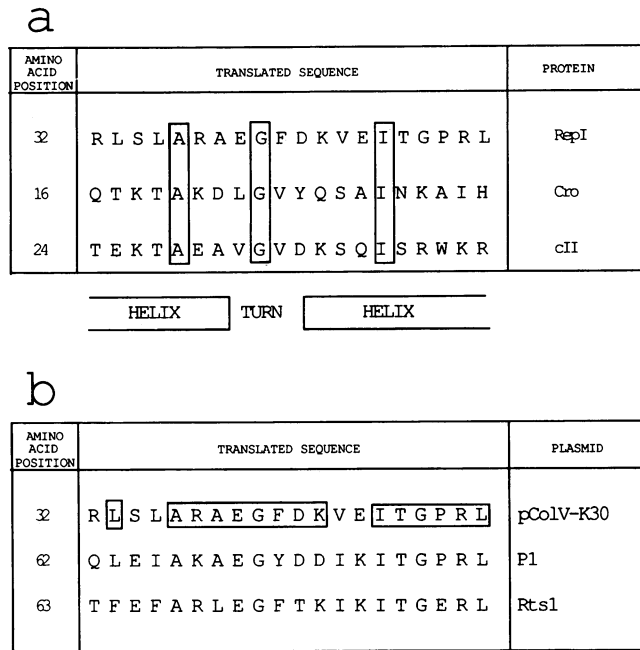 a
AMINO ACID POSITION TRANSLATED SEQUENCE PROTEIN
32 R L S L A R A E G F D K V E I T G P R L RepI
16 Q T K T A K D L G V Y Q S A I N K A I H Cro
24 T E K T A E A V G V D K S Q I S R W K R cII
HELIX TURN HELIX
b
AMINO ACID POSITION TRANSLATED SEQUENCE PLASMID
32 R L S L A R A E G F D K V E I T G P R L pColV-K30
62 Q L E I A K A E G Y D D I K I T G P R L P1
63 T F E F A R L E G F T K I K I T G E R L Rts1